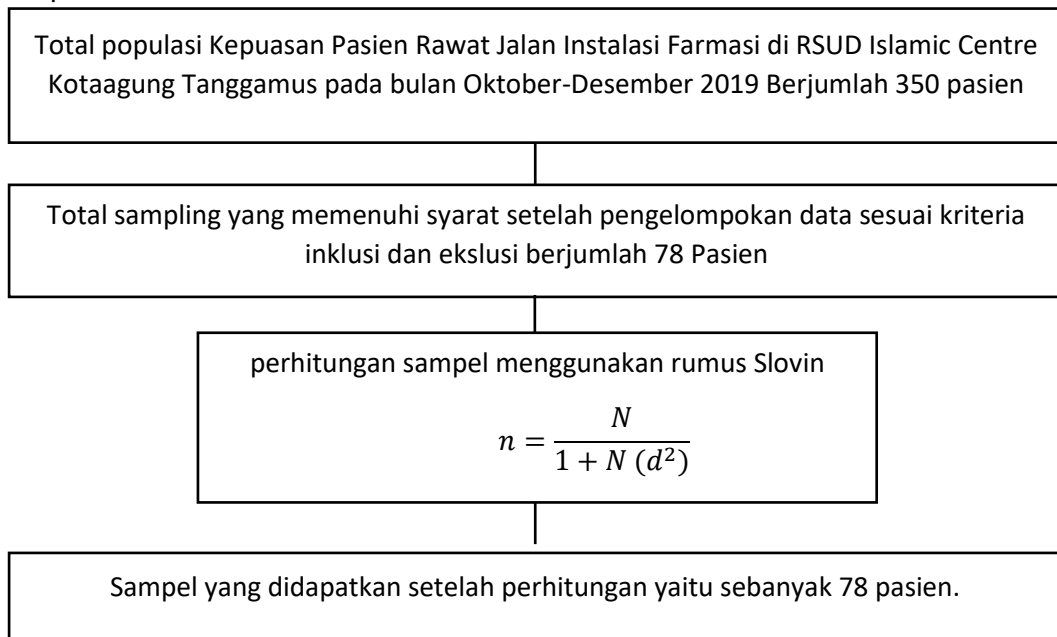 Total populasi Kepuasan Pasien Rawat Jalan Instalasi Farmasi di RSUD Islamic Centre
Kotaagung Tanggamus pada bulan Oktober-Desember 2019 Berjumlah 350 pasien
Total sampling yang memenuhi syarat setelah pengelompokan data sesuai kriteria
inklusi dan ekslusi berjumlah 78 Pasien
perhitungan sampel menggunakan rumus Slovin
n = N / 1 + N (d²)
Sampel yang didapatkan setelah perhitungan yaitu sebanyak 78 pasien.